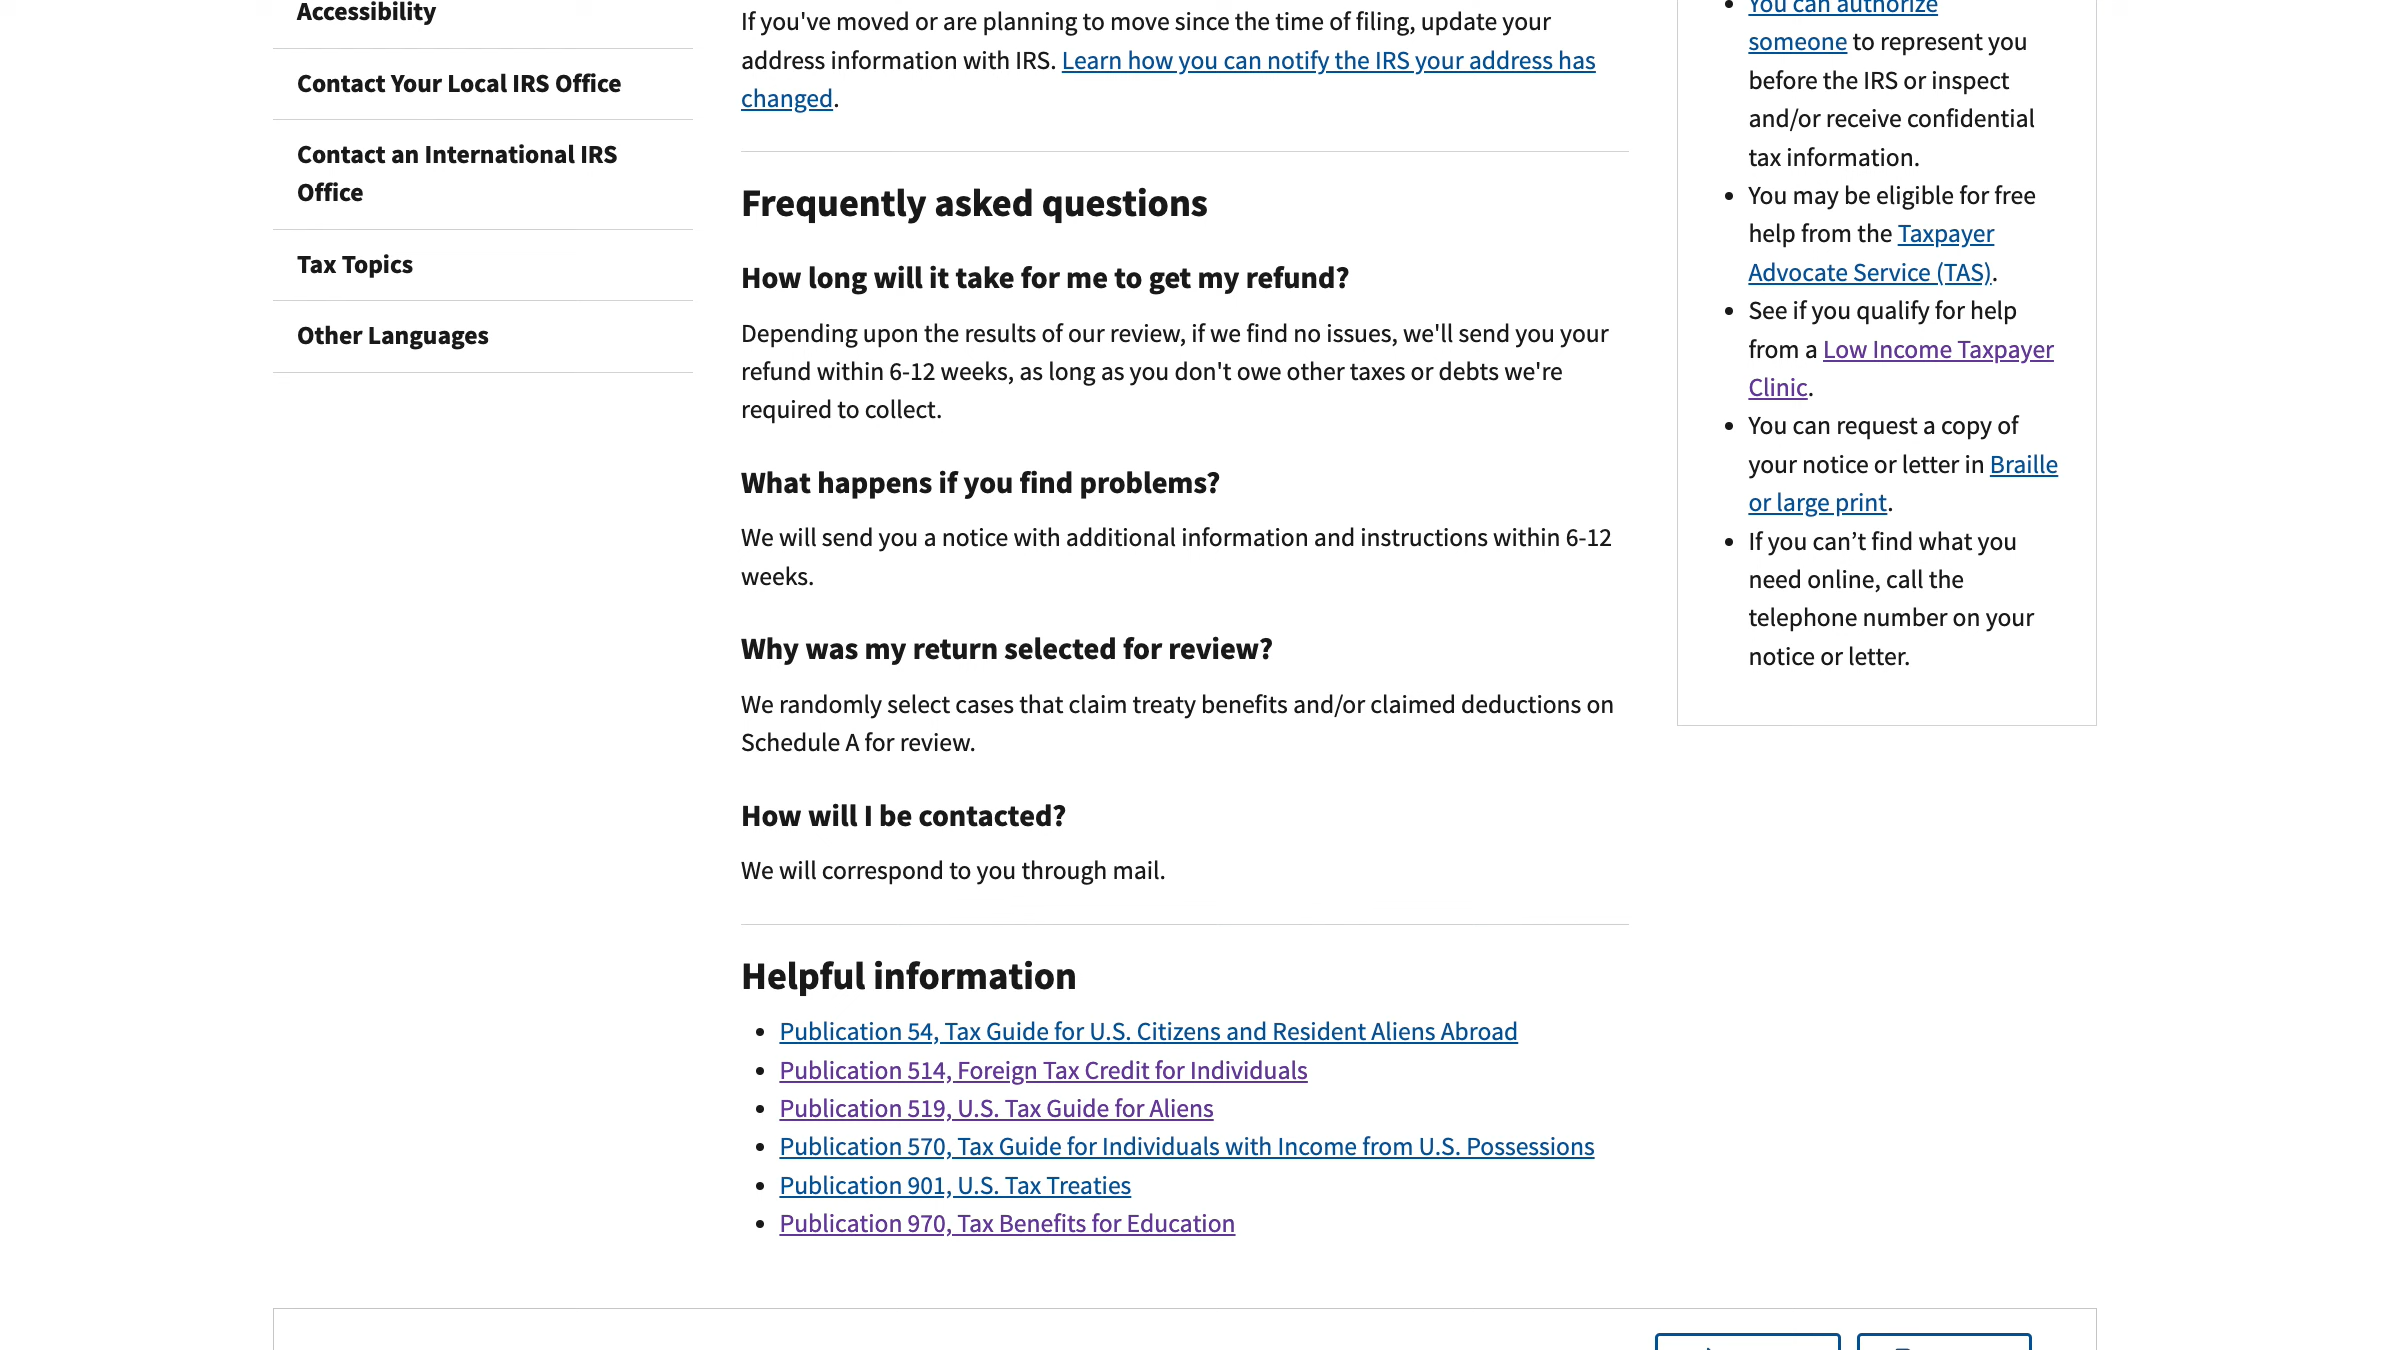 Accessibility
Contact Your Local IRS Office
Contact an International IRS
Office
Tax Topics
Other Languages
If you've moved or are planning to move since the time of filing, update your
address information with IRS. Learn how you can notify the IRS your address has
changed.
Frequently asked questions
How long will it take for me to get my refund?
Depending upon the results of our review, if we find no issues, we'll send you your
refund within 6-12 weeks, as long as you don't owe other taxes or debts we're
required to collect.
What happens if you find problems?
We will send you a notice with additional information and instructions within 6-12
weeks.
Why was my return selected for review?
We randomly select cases that claim treaty benefits and/or claimed deductions on
Schedule A for review.
How will I be contacted?
We will correspond to you through mail.
Helpful information
• Publication 54, Tax Guide for U.S. Citizens and Resident Aliens Abroad
• Publication 514, Foreign Tax Credit for Individuals
• Publication 519, U.S. Tax Guide for Aliens
• Publication 570, Tax Guide for Individuals with Income from U.S. Possessions
• Publication 901, U.S. Tax Treaties
• Publication 970, Tax Benefits for Education
• You can authorize
someone to represent you
before the IRS or inspect
and/or receive confidential
tax information.
• You may be eligible for free
help from the Taxpayer
Advocate Service (TAS).
• See if you qualify for help
from a Low Income Taxpayer
Clinic.
• You can request a copy of
your notice or letter in Braille
or large print.
• If you can’t find what you
need online, call the
telephone number on your
notice or letter.